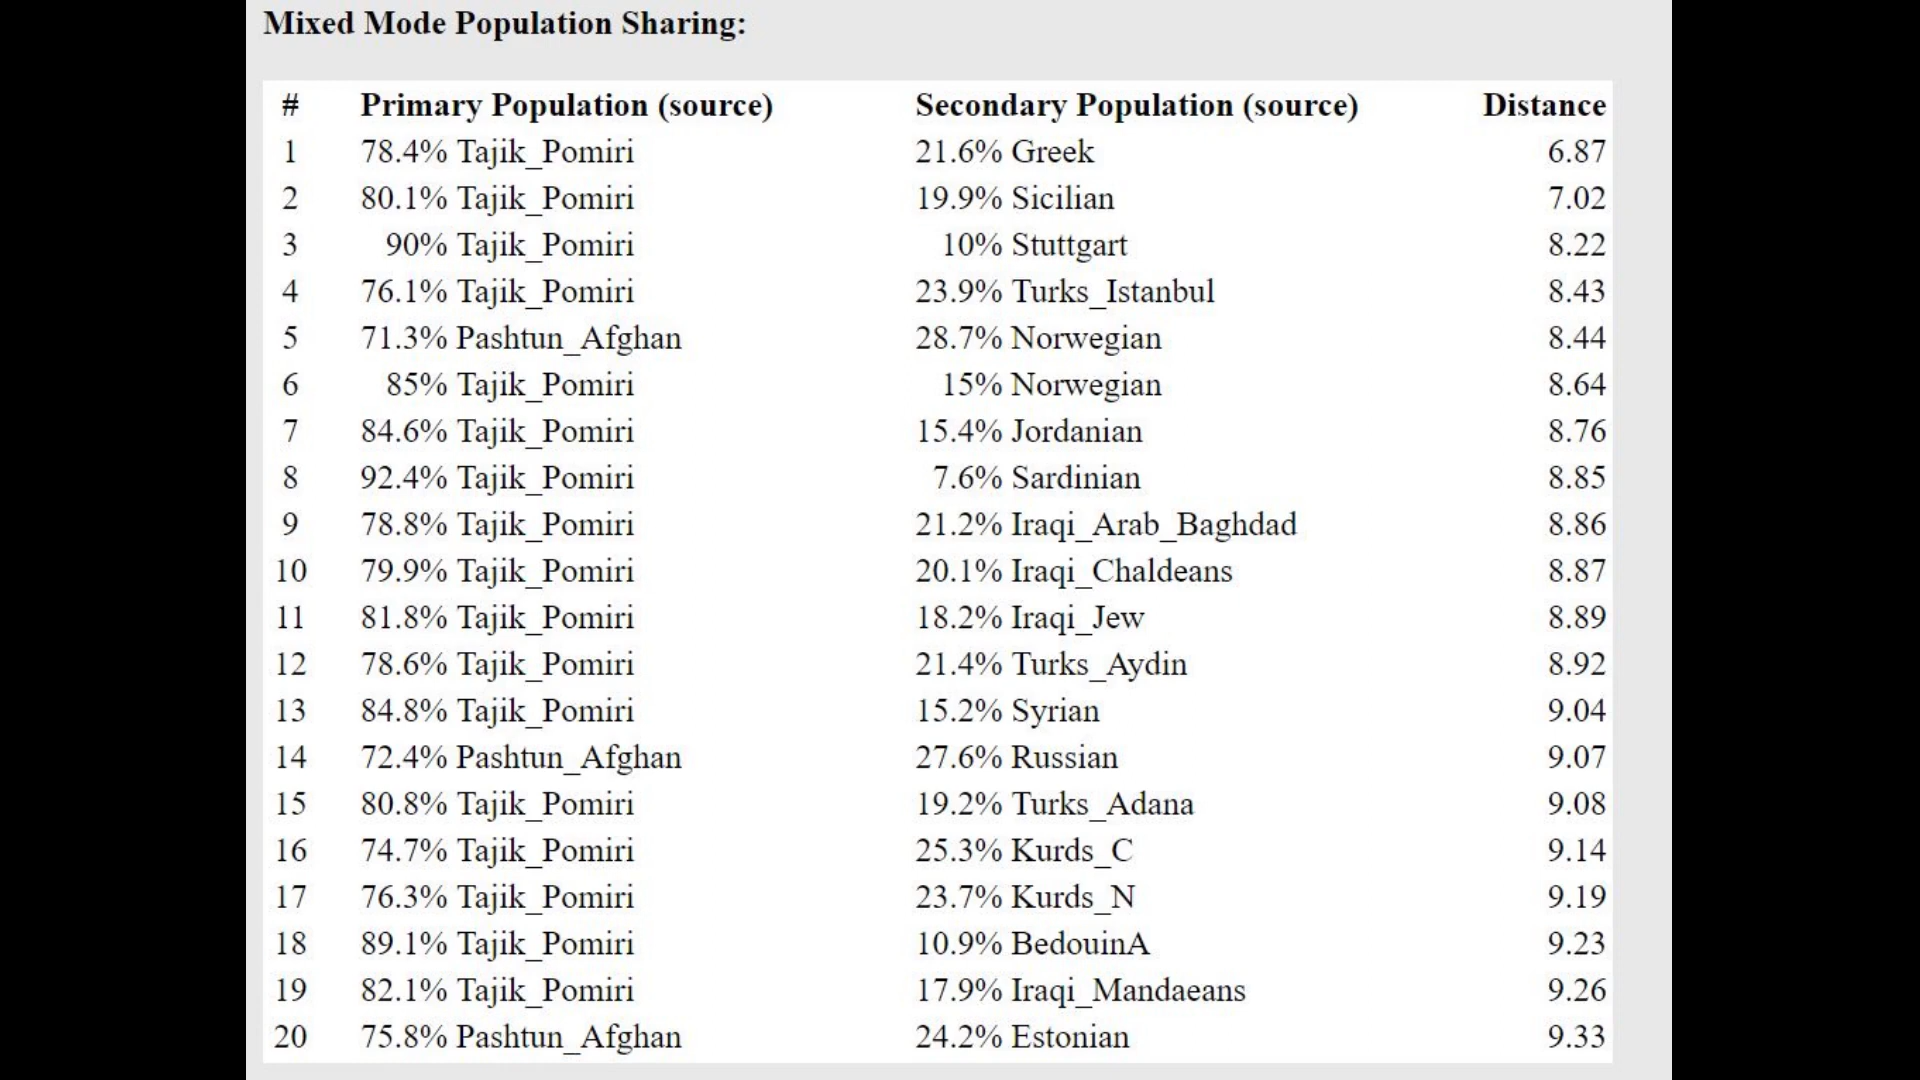 Mixed Mode Population Sharing:
# Primary Population (source) Secondary Population (source) Distance
1 78.4% Tajik_Pomiri 21.6% Greek 6.87
2 80.1% Tajik_Pomiri 19.9% Sicilian 7.02
3 90% Tajik_Pomiri 10% Stuttgart 8.22
4 76.1% Tajik_Pomiri 23.9% Turks_Istanbul 8.43
5 71.3% Pashtun_Afghan 28.7% Norwegian 8.44
6 85% Tajik_Pomiri 15% Norwegian 8.64
7 84.6% Tajik_Pomiri 15.4% Jordanian 8.76
8 92.4% Tajik_Pomiri 7.6% Sardinian 8.85
9 78.8% Tajik_Pomiri 21.2% Iraqi_Arab_Baghdad 8.86
10 79.9% Tajik_Pomiri 20.1% Iraqi_Chaldeans 8.87
11 81.8% Tajik_Pomiri 18.2% Iraqi_Jew 8.89
12 78.6% Tajik_Pomiri 21.4% Turks_Aydin 8.92
13 84.8% Tajik_Pomiri 15.2% Syrian 9.04
14 72.4% Pashtun_Afghan 27.6% Russian 9.07
15 80.8% Tajik_Pomiri 19.2% Turks_Adana 9.08
16 74.7% Tajik_Pomiri 25.3% Kurds_C 9.14
17 76.3% Tajik_Pomiri 23.7% Kurds_N 9.19
18 89.1% Tajik_Pomiri 10.9% BedouinA 9.23
19 82.1% Tajik_Pomiri 17.9% Iraqi_Mandaeans 9.26
20 75.8% Pashtun_Afghan 24.2% Estonian 9.33